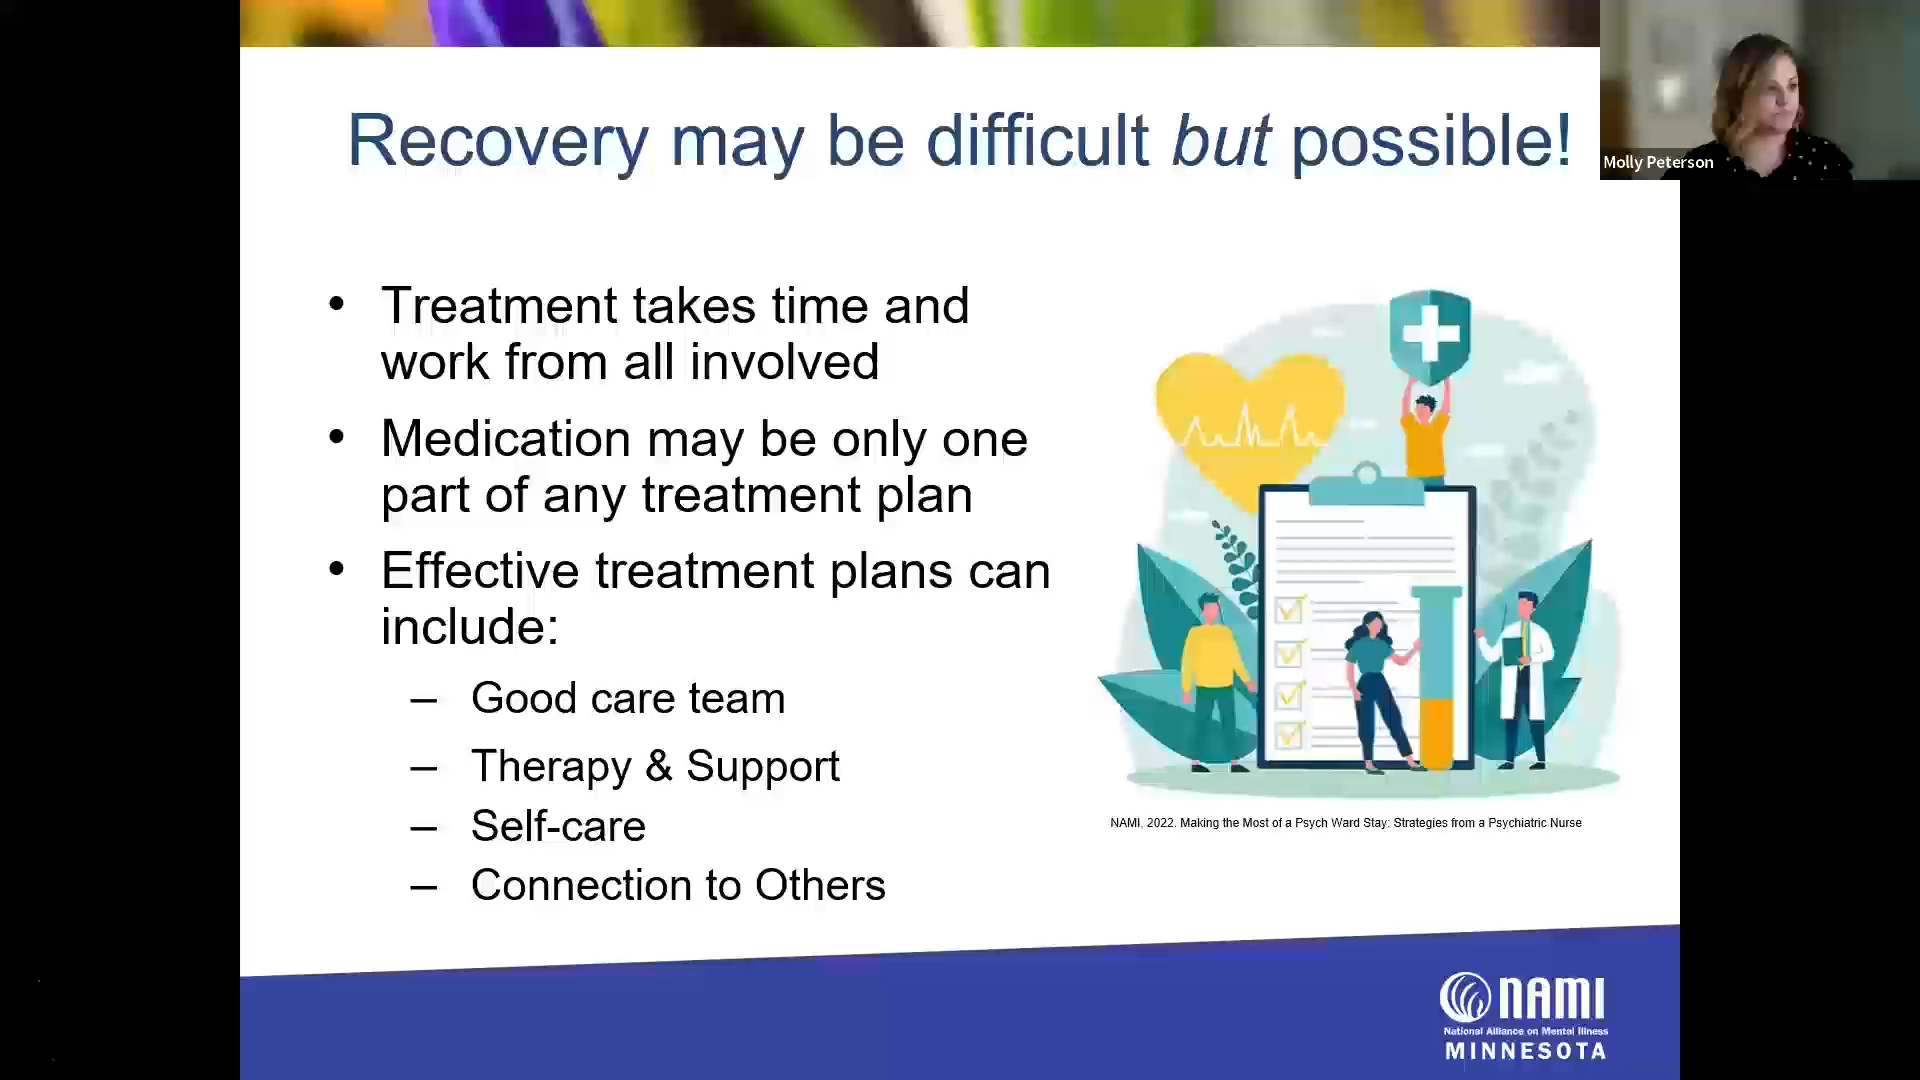 Recovery may be difficult but possible!
Molly Peterson
• Treatment takes time and
work from all involved
• Medication may be only one
part of any treatment plan
• Effective treatment plans can
include:
– Good care team
– Therapy & Support
– Self-care
– Connection to Others
NAMI, 2022. Making the Most of a Psych Ward Stay: Strategies from a Psychiatric Nurse
NAMI
National Alliance on Mental Illness
MINNESOTA